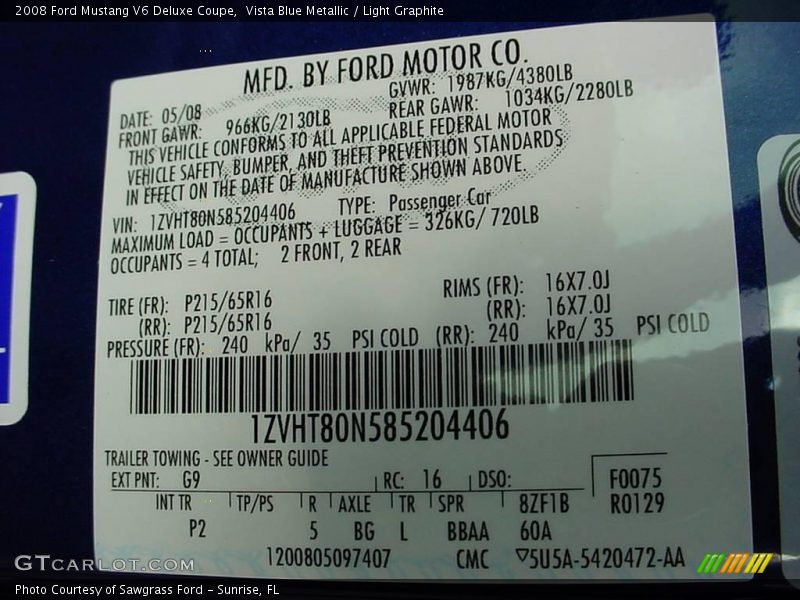 2008 Ford Mustang V6 Deluxe Coupe,  Vista Blue Metallic / Light Graphite
MFD. BY FORD MOTOR CO.
DATE: 05/08 GVWR: 1987KG/4380LB
FRONT GAWR: 966KG/2130LB REAR GAWR: 1034KG/2280LB
THIS VEHICLE CONFORMS TO ALL APPLICABLE FEDERAL MOTOR
VEHICLE SAFETY, BUMPER, AND THEFT PREVENTION STANDARDS
IN EFFECT ON THE DATE OF MANUFACTURE SHOWN ABOVE.
VIN: 1ZVHT80N585204406 TYPE: Passenger Car
MAXIMUM LOAD = OCCUPANTS + LUGGAGE = 326KG/ 720LB
OCCUPANTS = 4 TOTAL; 2 FRONT, 2 REAR
TIRE (FR): P215/65R16 RIMS (FR): 16X7.0J
(RR): P215/65R16 (RR): 16X7.0J
PRESSURE (FR): 240 kPa/ 35 PSI COLD (RR): 240 kPa/ 35 PSI COLD
1ZVHT80N585204406
TRAILER TOWING - SEE OWNER GUIDE
EXT PNT: G9 RC: 16 DSO: F0075
INT TR TP/PS R AXLE TR SPR 8ZF1B R0129
P2 5 BG L BBAA 60A
1200805097407 CMC ▽5U5A-5420472-AA
GTCARLOT.COM
Photo Courtesy of Sawgrass Ford - Sunrise, FL